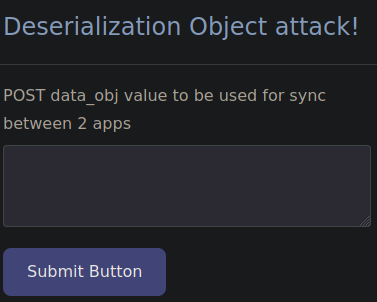 Deserialization Object attack!
POST data_obj value to be used for sync
between 2 apps
Submit Button